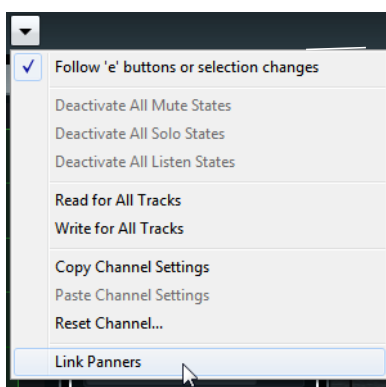 Follow 'e' buttons or selection changes
Deactivate All Mute States
Deactivate All Solo States
Deactivate All Listen States
Read for All Tracks
Write for All Tracks
Copy Channel Settings
Paste Channel Settings
Reset Channel...
Link Panners